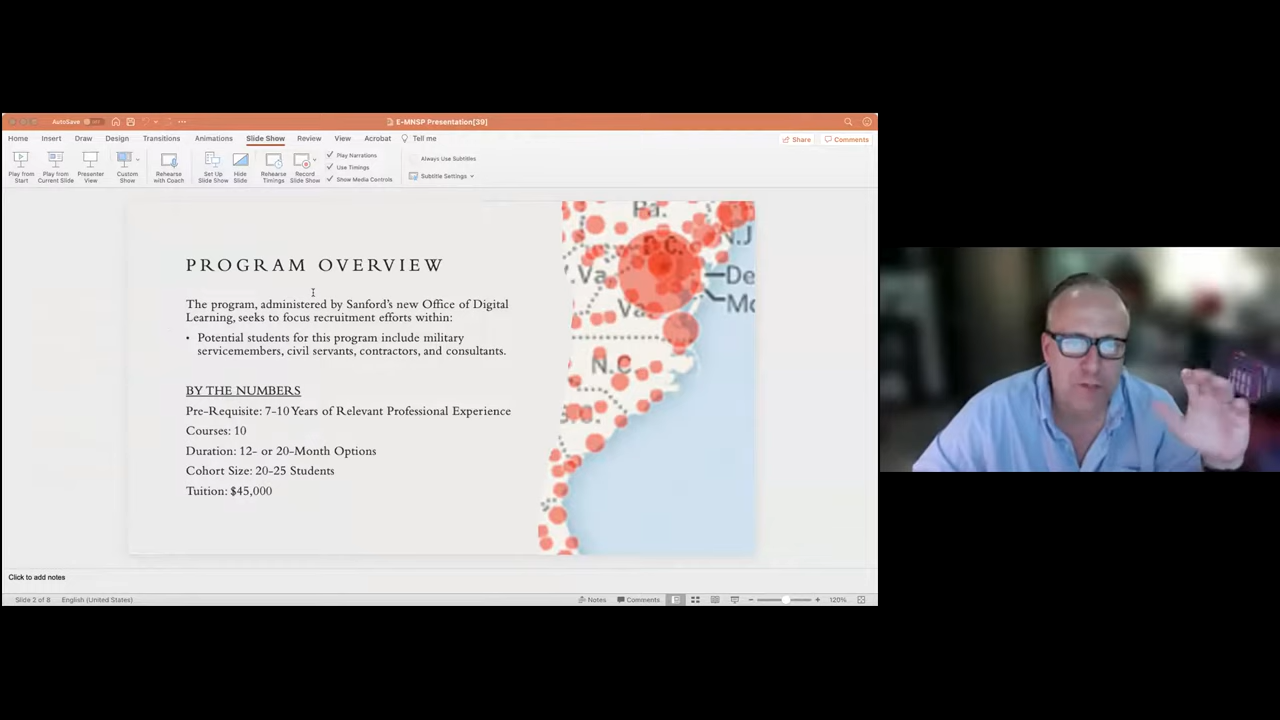 AutoSave
E-MNSP Presentation[39]
Home Insert Draw Design Transitions Animations Slide Show Review View Acrobat Tell me
Share Comments
Play from Start
Play from Current Slide
Presenter View
Custom Show
Rehearse with Coach
Set Up Slide Show
Hide Slide
Rehearse Timings
Record Slide Show
Play Narrations
Use Timings
Show Media Controls
Always Use Subtitles
Subtitle Settings
PROGRAM OVERVIEW
The program, administered by Sanford's new Office of Digital
Learning, seeks to focus recruitment efforts within:
• Potential students for this program include military
servicemembers, civil servants, contractors, and consultants.
BY THE NUMBERS
Pre-Requisite: 7-10 Years of Relevant Professional Experience
Courses: 10
Duration: 12- or 20-Month Options
Cohort Size: 20-25 Students
Tuition: $45,000
Pa.
N.J
D.C.
Va.
De
N.C.
Click to add notes
Slide 2 of 8 English (United States)
Notes Comments 120%